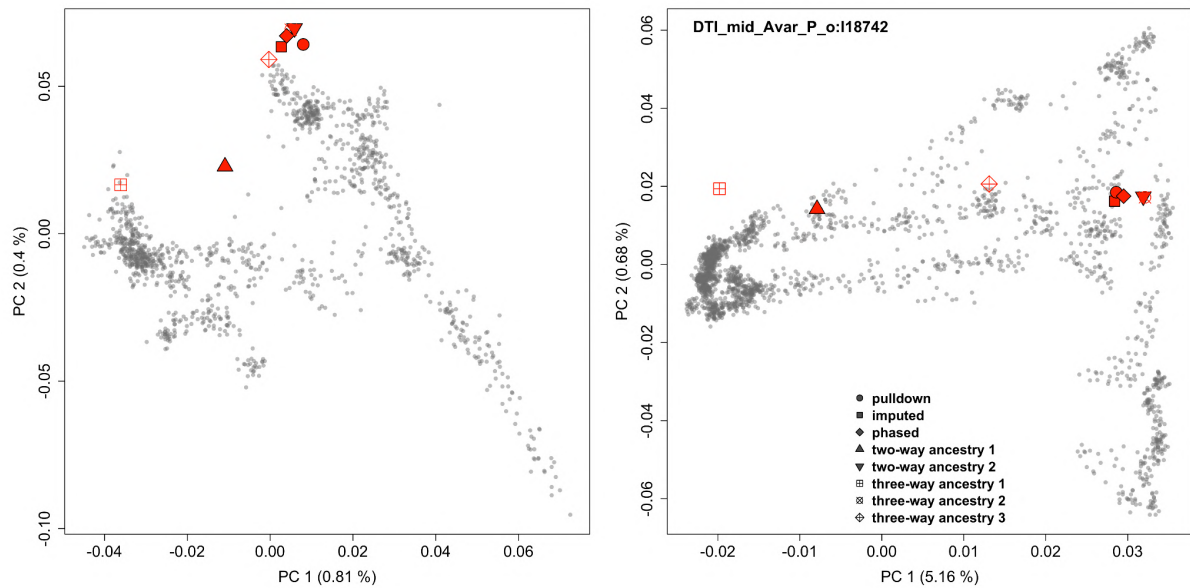 0.05
0.00
-0.05
-0.10
PC 2 (0.4 %)
-0.04
-0.02
0.00
0.02
0.04
0.06
PC 1 (0.81 %)
DTI_mid_Avar_P_o:I18742
0.06
0.04
0.02
0.00
-0.02
-0.04
-0.06
PC 2 (0.68 %)
pulldown
imputed
phased
two-way ancestry 1
two-way ancestry 2
three-way ancestry 1
three-way ancestry 2
three-way ancestry 3
-0.02
-0.01
0.00
0.01
0.02
0.03
PC 1 (5.16 %)